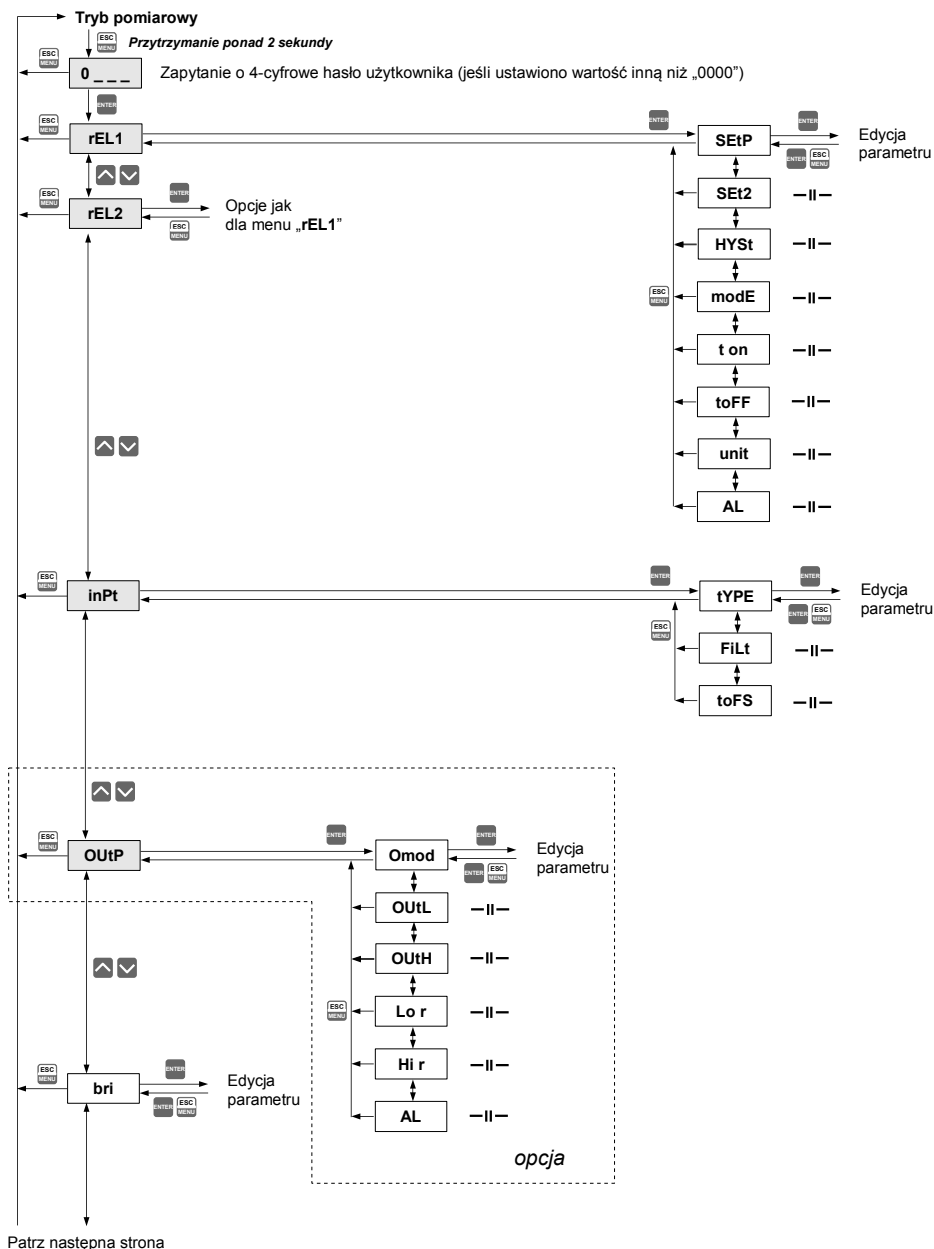 Tryb pomiarowy
ESC MENU
Przytrzymanie ponad 2 sekundy
ESC MENU
0 _ _ _
Zapytanie o 4-cyfrowe hasło użytkownika (jeśli ustawiono wartość inną niż „0000”)
ENTER
ESC MENU
rEL1
ENTER
SEtP
ENTER
ENTER
ESC MENU
Edycja
parametru
ESC MENU
rEL2
ENTER
ESC MENU
Opcje jak
dla menu „rEL1”
SEt2
—II—
HYSt
—II—
ESC MENU
modE
—II—
t on
—II—
toFF
—II—
unit
—II—
AL
—II—
ESC MENU
inPt
ENTER
tYPE
ENTER
ENTER
ESC MENU
Edycja
parametru
ESC MENU
FiLt
—II—
toFS
—II—
ESC MENU
OUtP
ENTER
Omod
ENTER
ENTER
ESC MENU
Edycja
parametru
OUtL
—II—
OUtH
—II—
ESC MENU
Lo r
—II—
Hi r
—II—
AL
—II—
opcja
ESC MENU
bri
ENTER
ENTER
ESC MENU
Edycja
parametru
Patrz następna strona